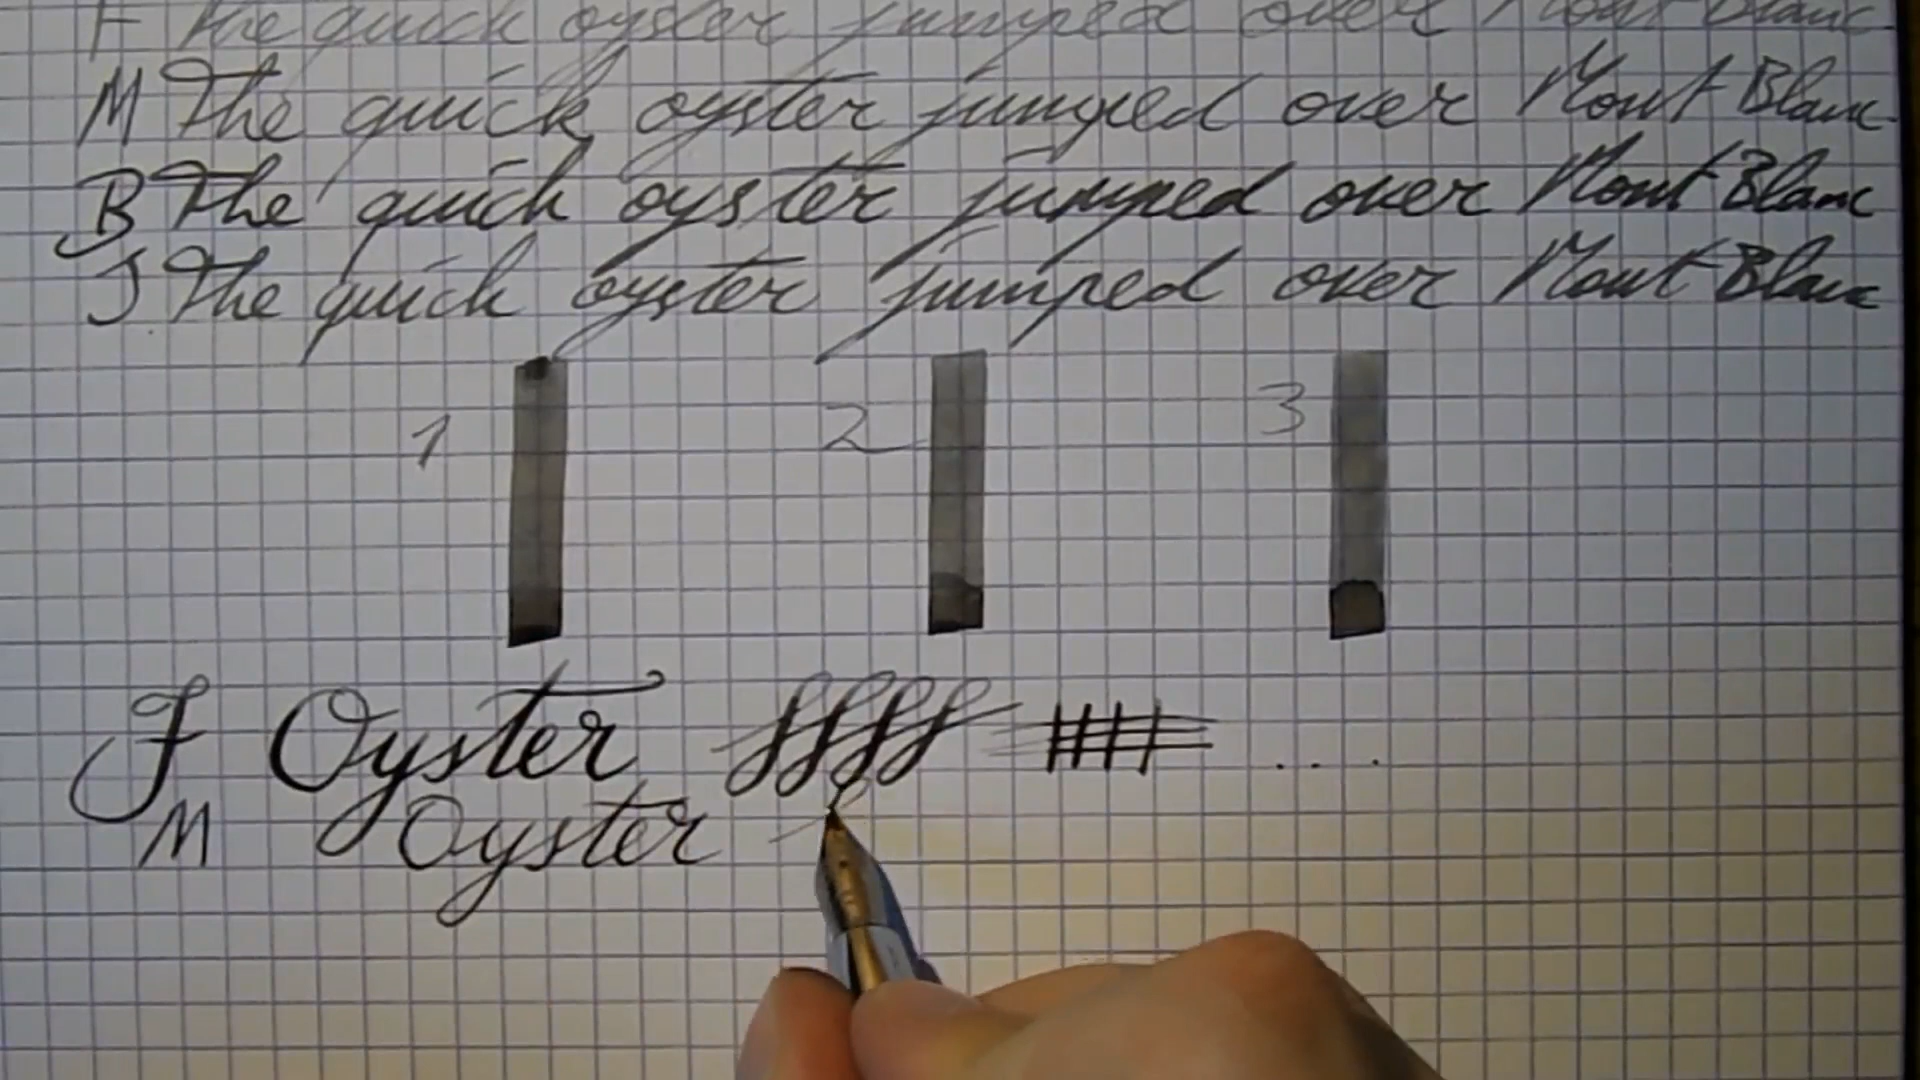 F The quick oyster jumped over Mont Blanc
M The quick oyster jumped over Mont Blanc
B The quick oyster jumped over Mont Blanc
J The quick oyster jumped over Mont Blanc
1 2 3
F Oyster ffff
M Oyster